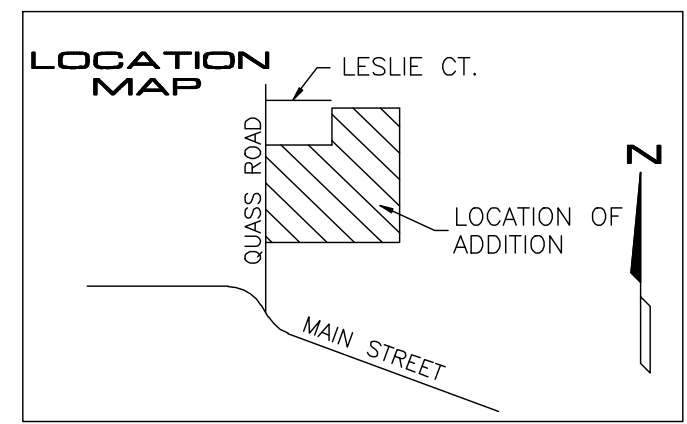 LOCATION
MAP
LESLIE CT.
QUASS ROAD
N
LOCATION OF
ADDITION
MAIN STREET